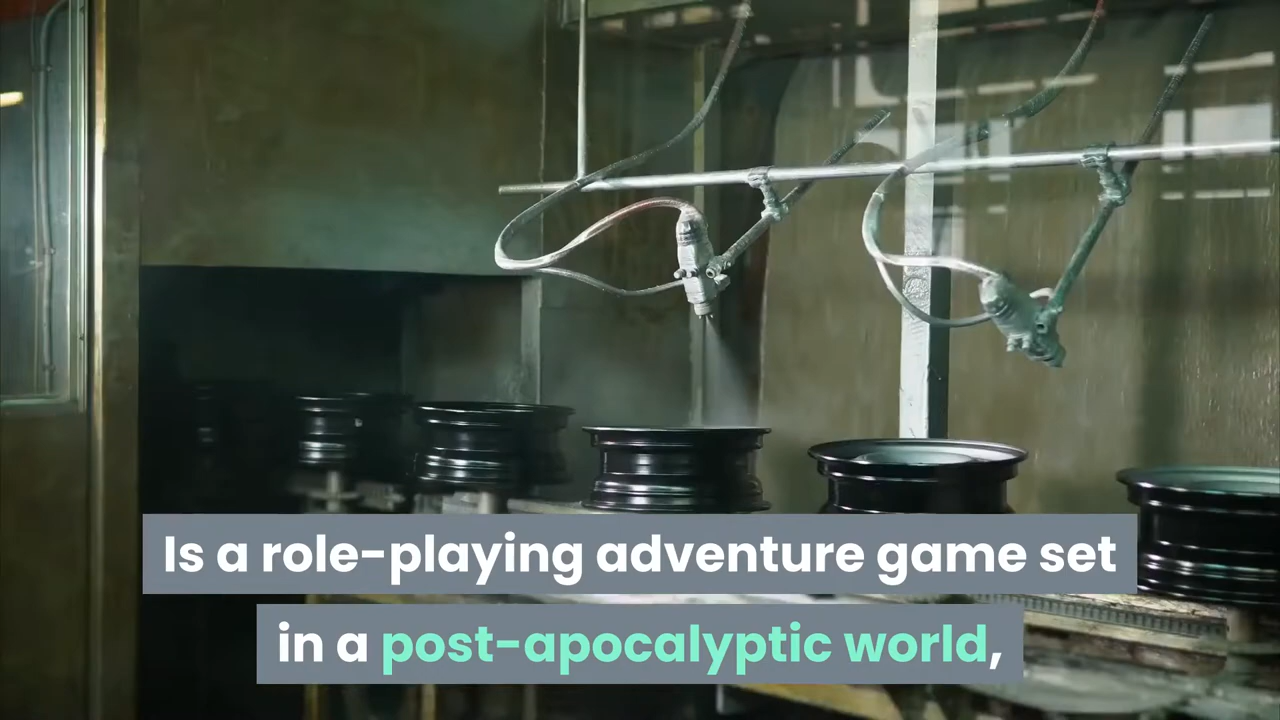 Is a role-playing adventure game set
in a post-apocalyptic world,